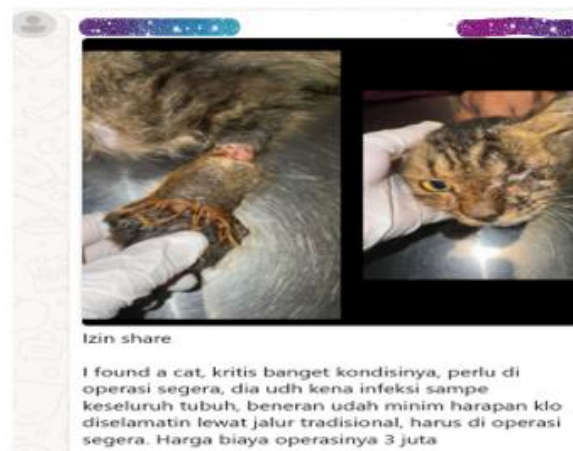 Izin share
I found a cat, kritis banget kondisinya, perlu di
operasi segera, dia udh kena infeksi sampe
keseluruh tubuh, beneran udah minim harapan klo
diselamatin lewat jalur tradisional, harus di operasi
segera. Harga biaya operasinya 3 juta